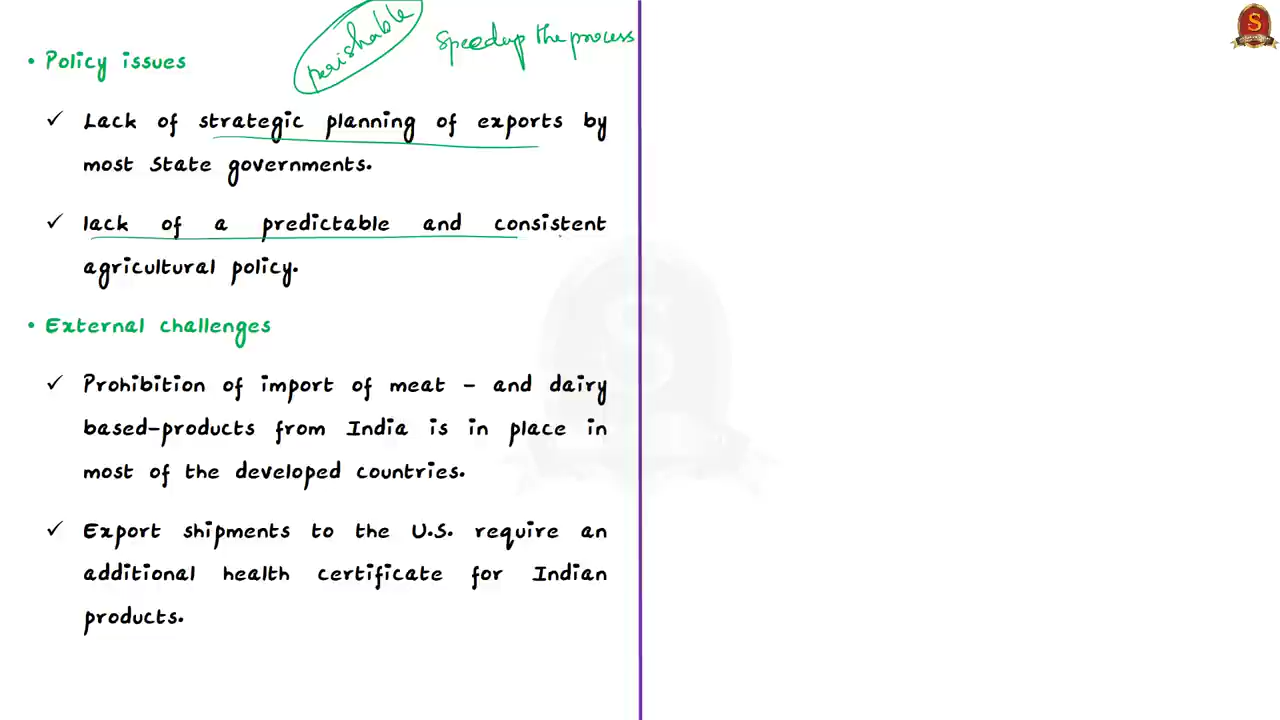 perishable
Speedup the process
• Policy issues
✓ Lack of strategic planning of exports by
most State governments.
✓ lack of a predictable and consistent
agricultural policy.
• External challenges
✓ Prohibition of import of meat – and dairy
based-products from India is in place in
most of the developed countries.
✓ Export shipments to the U.S. require an
additional health certificate for Indian
products.
S